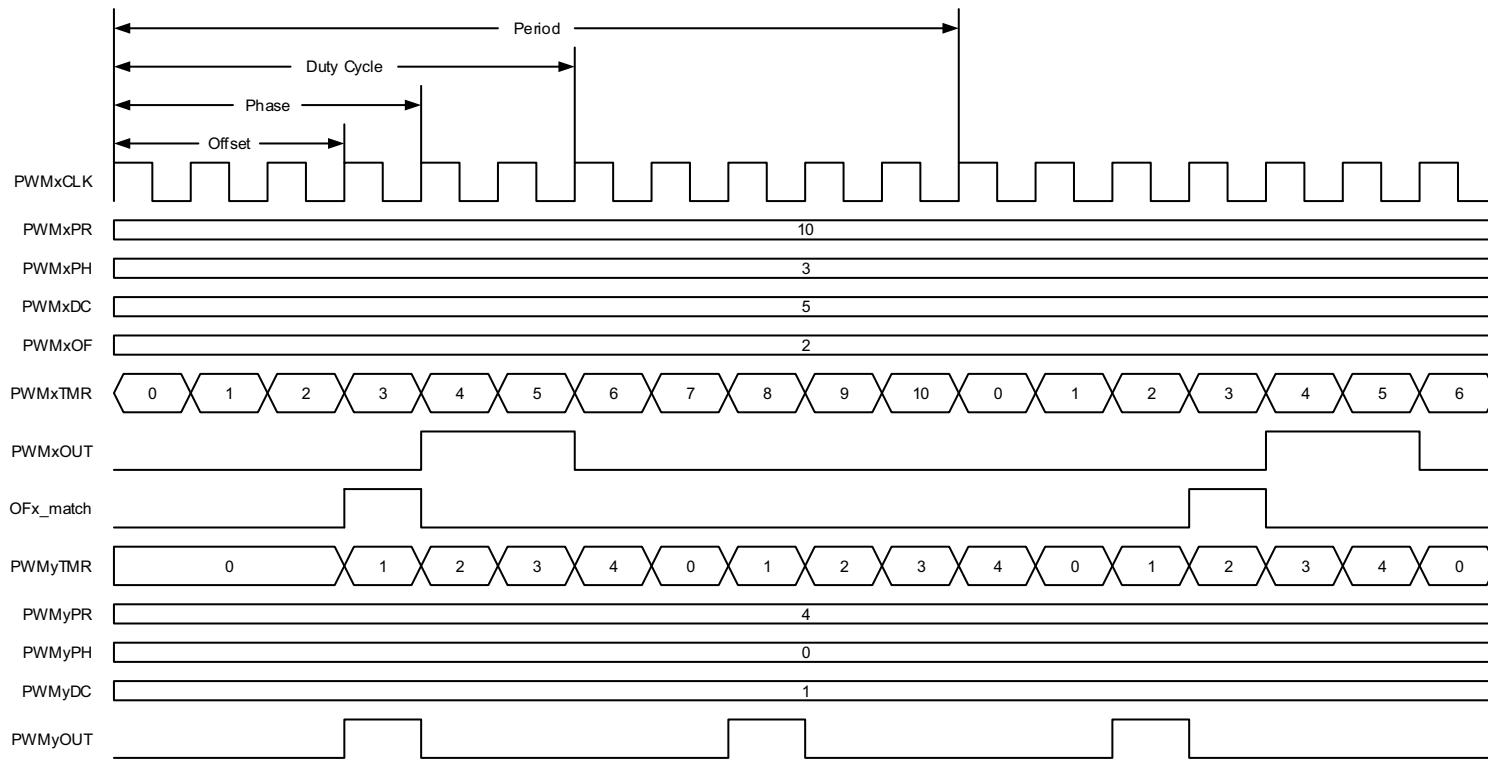 Period
Duty Cycle
Phase
Offset
PWMxCLK
PWMxPR 10
PWMxPH 3
PWMxDC 5
PWMxOF 2
PWMxTMR 0 1 2 3 4 5 6 7 8 9 10 0 1 2 3 4 5 6
PWMxOUT
OFx_match
PWMyTMR 0 1 2 3 4 0 1 2 3 4 0 1 2 3 4 0
PWMyPR 4
PWMyPH 0
PWMyDC 1
PWMyOUT